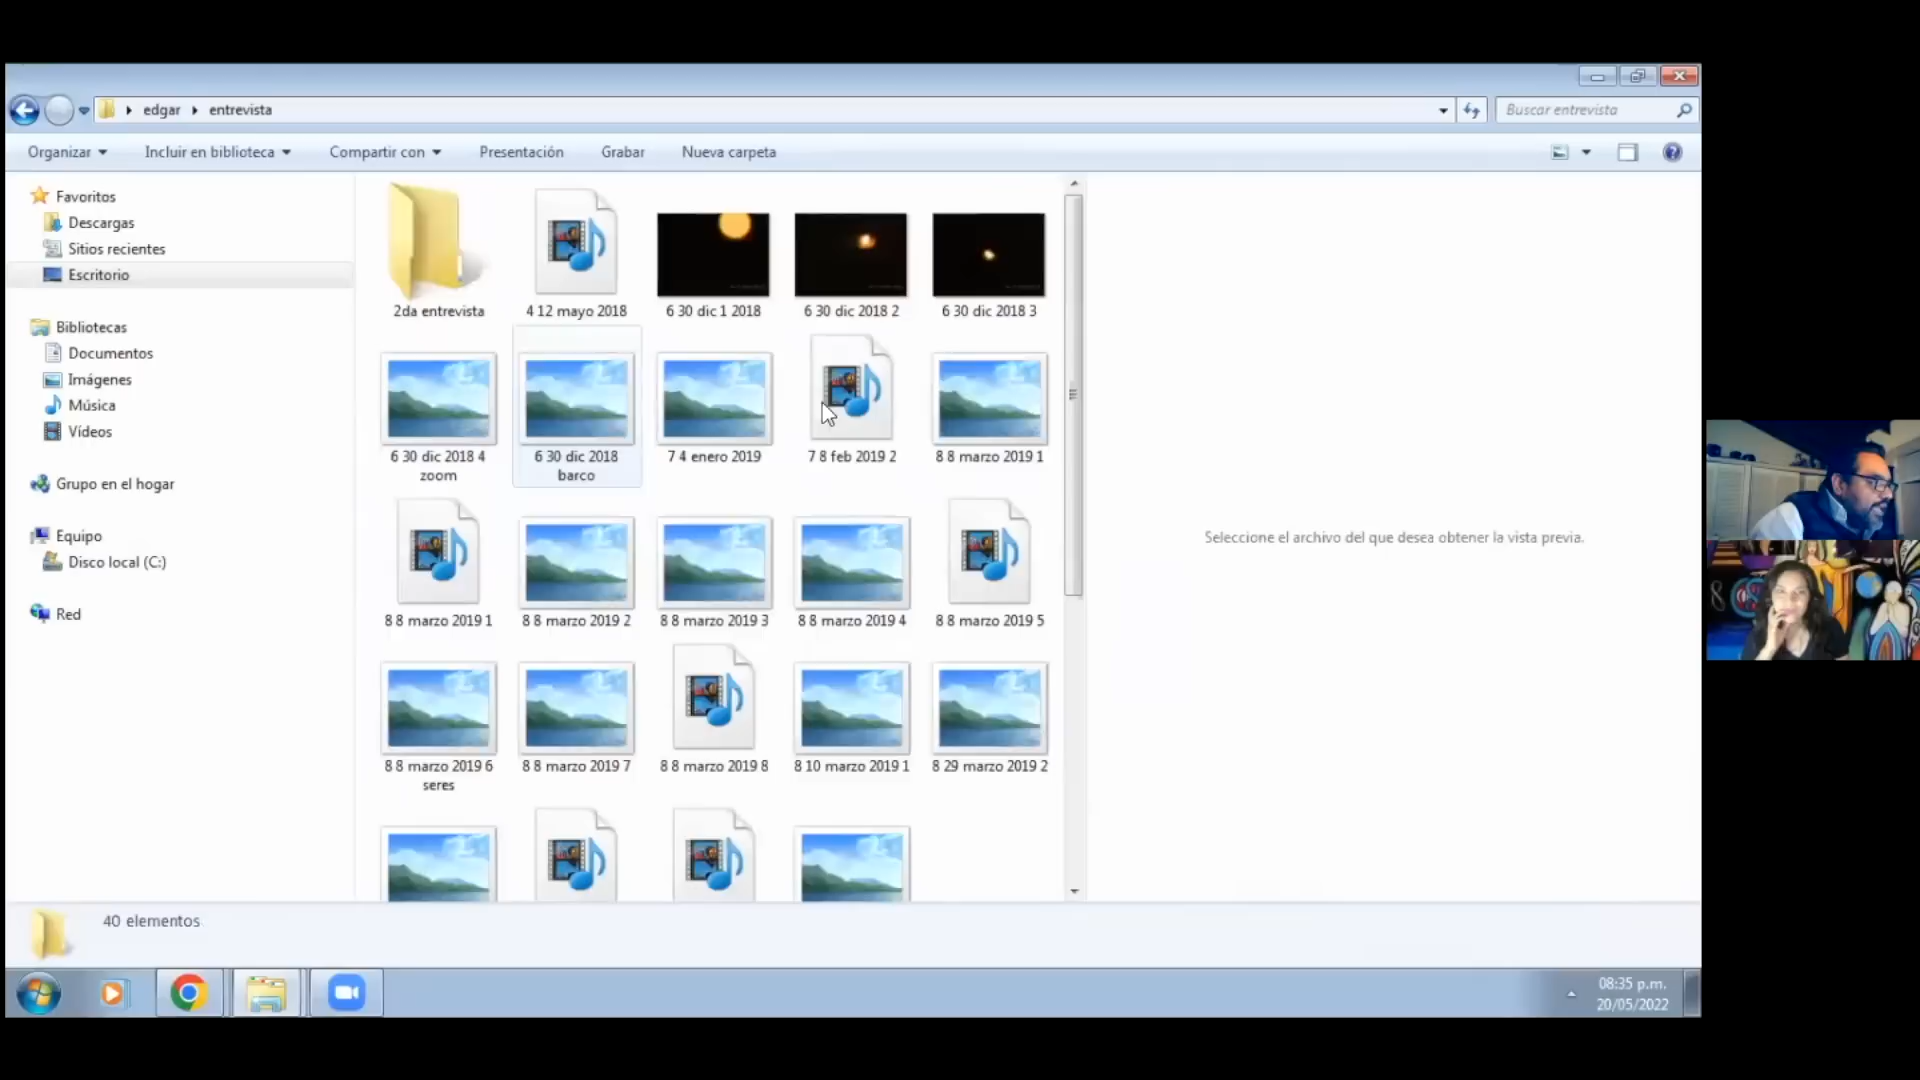 edgar
entrevista
Buscar entrevista
Organizar
Incluir en biblioteca
Compartir con
Presentación
Grabar
Nueva carpeta
Favoritos
Descargas
Sitios recientes
Escritorio
Bibliotecas
Documentos
Imágenes
Música
Vídeos
Grupo en el hogar
Equipo
Disco local (C:)
Red
2da entrevista
4 12 mayo 2018
6 30 dic 1 2018
6 30 dic 2018 2
6 30 dic 2018 3
6 30 dic 2018 4
zoom
6 30 dic 2018
barco
7 4 enero 2019
7 8 feb 2019 2
8 8 marzo 2019 1
8 8 marzo 2019 1
8 8 marzo 2019 2
8 8 marzo 2019 3
8 8 marzo 2019 4
8 8 marzo 2019 5
8 8 marzo 2019 6
seres
8 8 marzo 2019 7
8 8 marzo 2019 8
8 10 marzo 2019 1
8 29 marzo 2019 2
Seleccione el archivo del que desea obtener la vista previa.
40 elementos
08:35 p.m.
20/05/2022